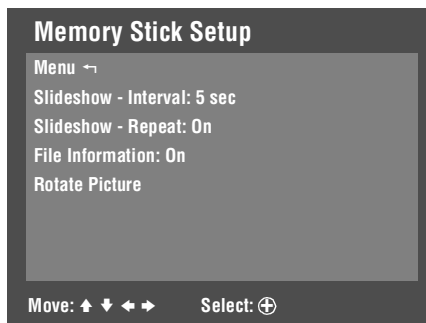 Memory Stick Setup
Menu ↰
Slideshow - Interval: 5 sec
Slideshow - Repeat: On
File Information: On
Rotate Picture
Move: ↑ ↓ ← → Select: ⊕